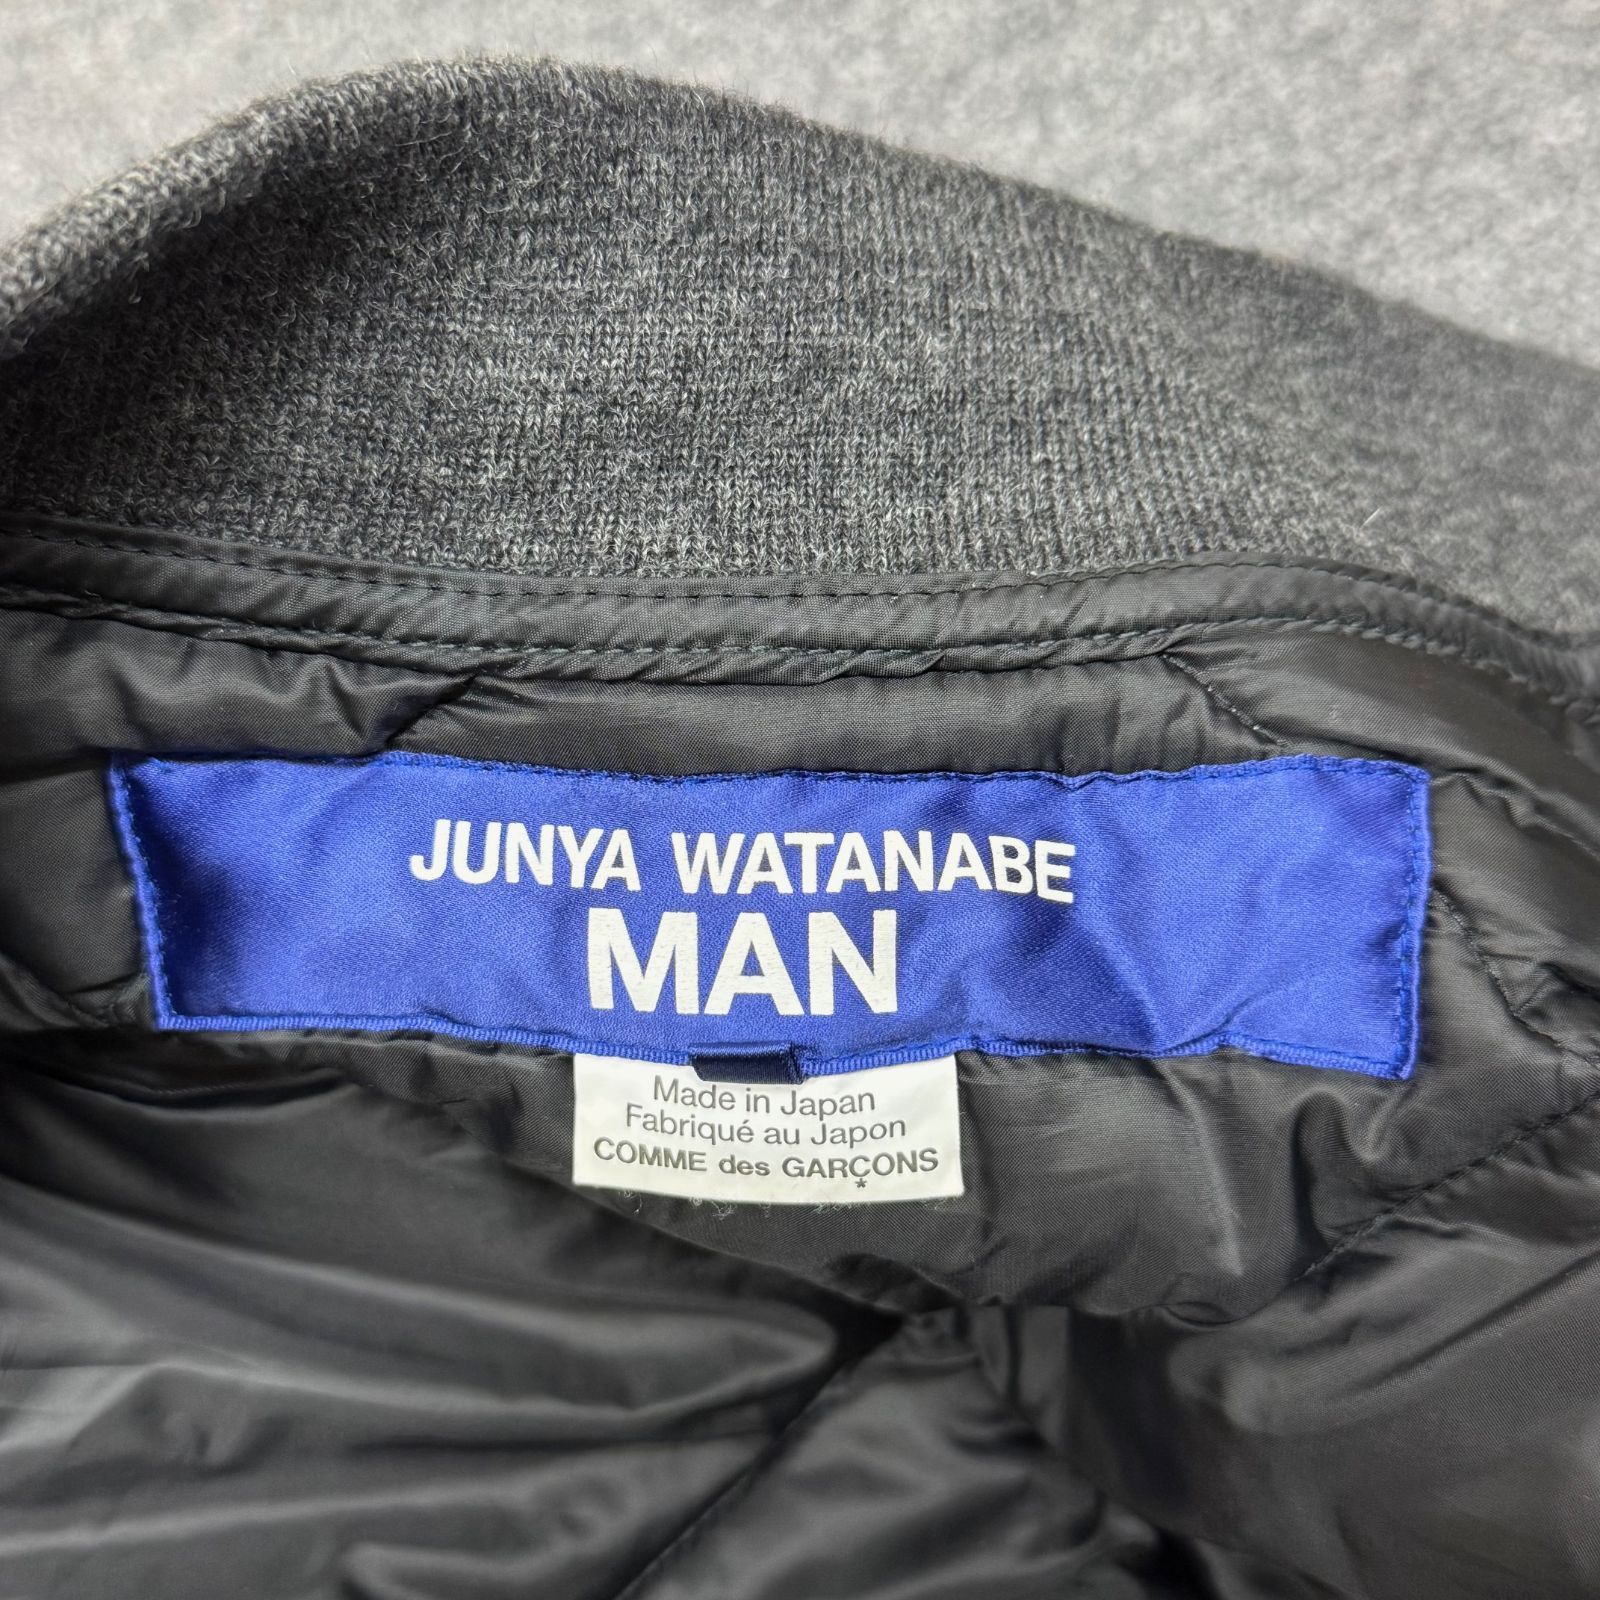 JUNYA WATANABE
MAN
Made in Japan
Fabriqué au Japon
COMME des GARÇONS
*